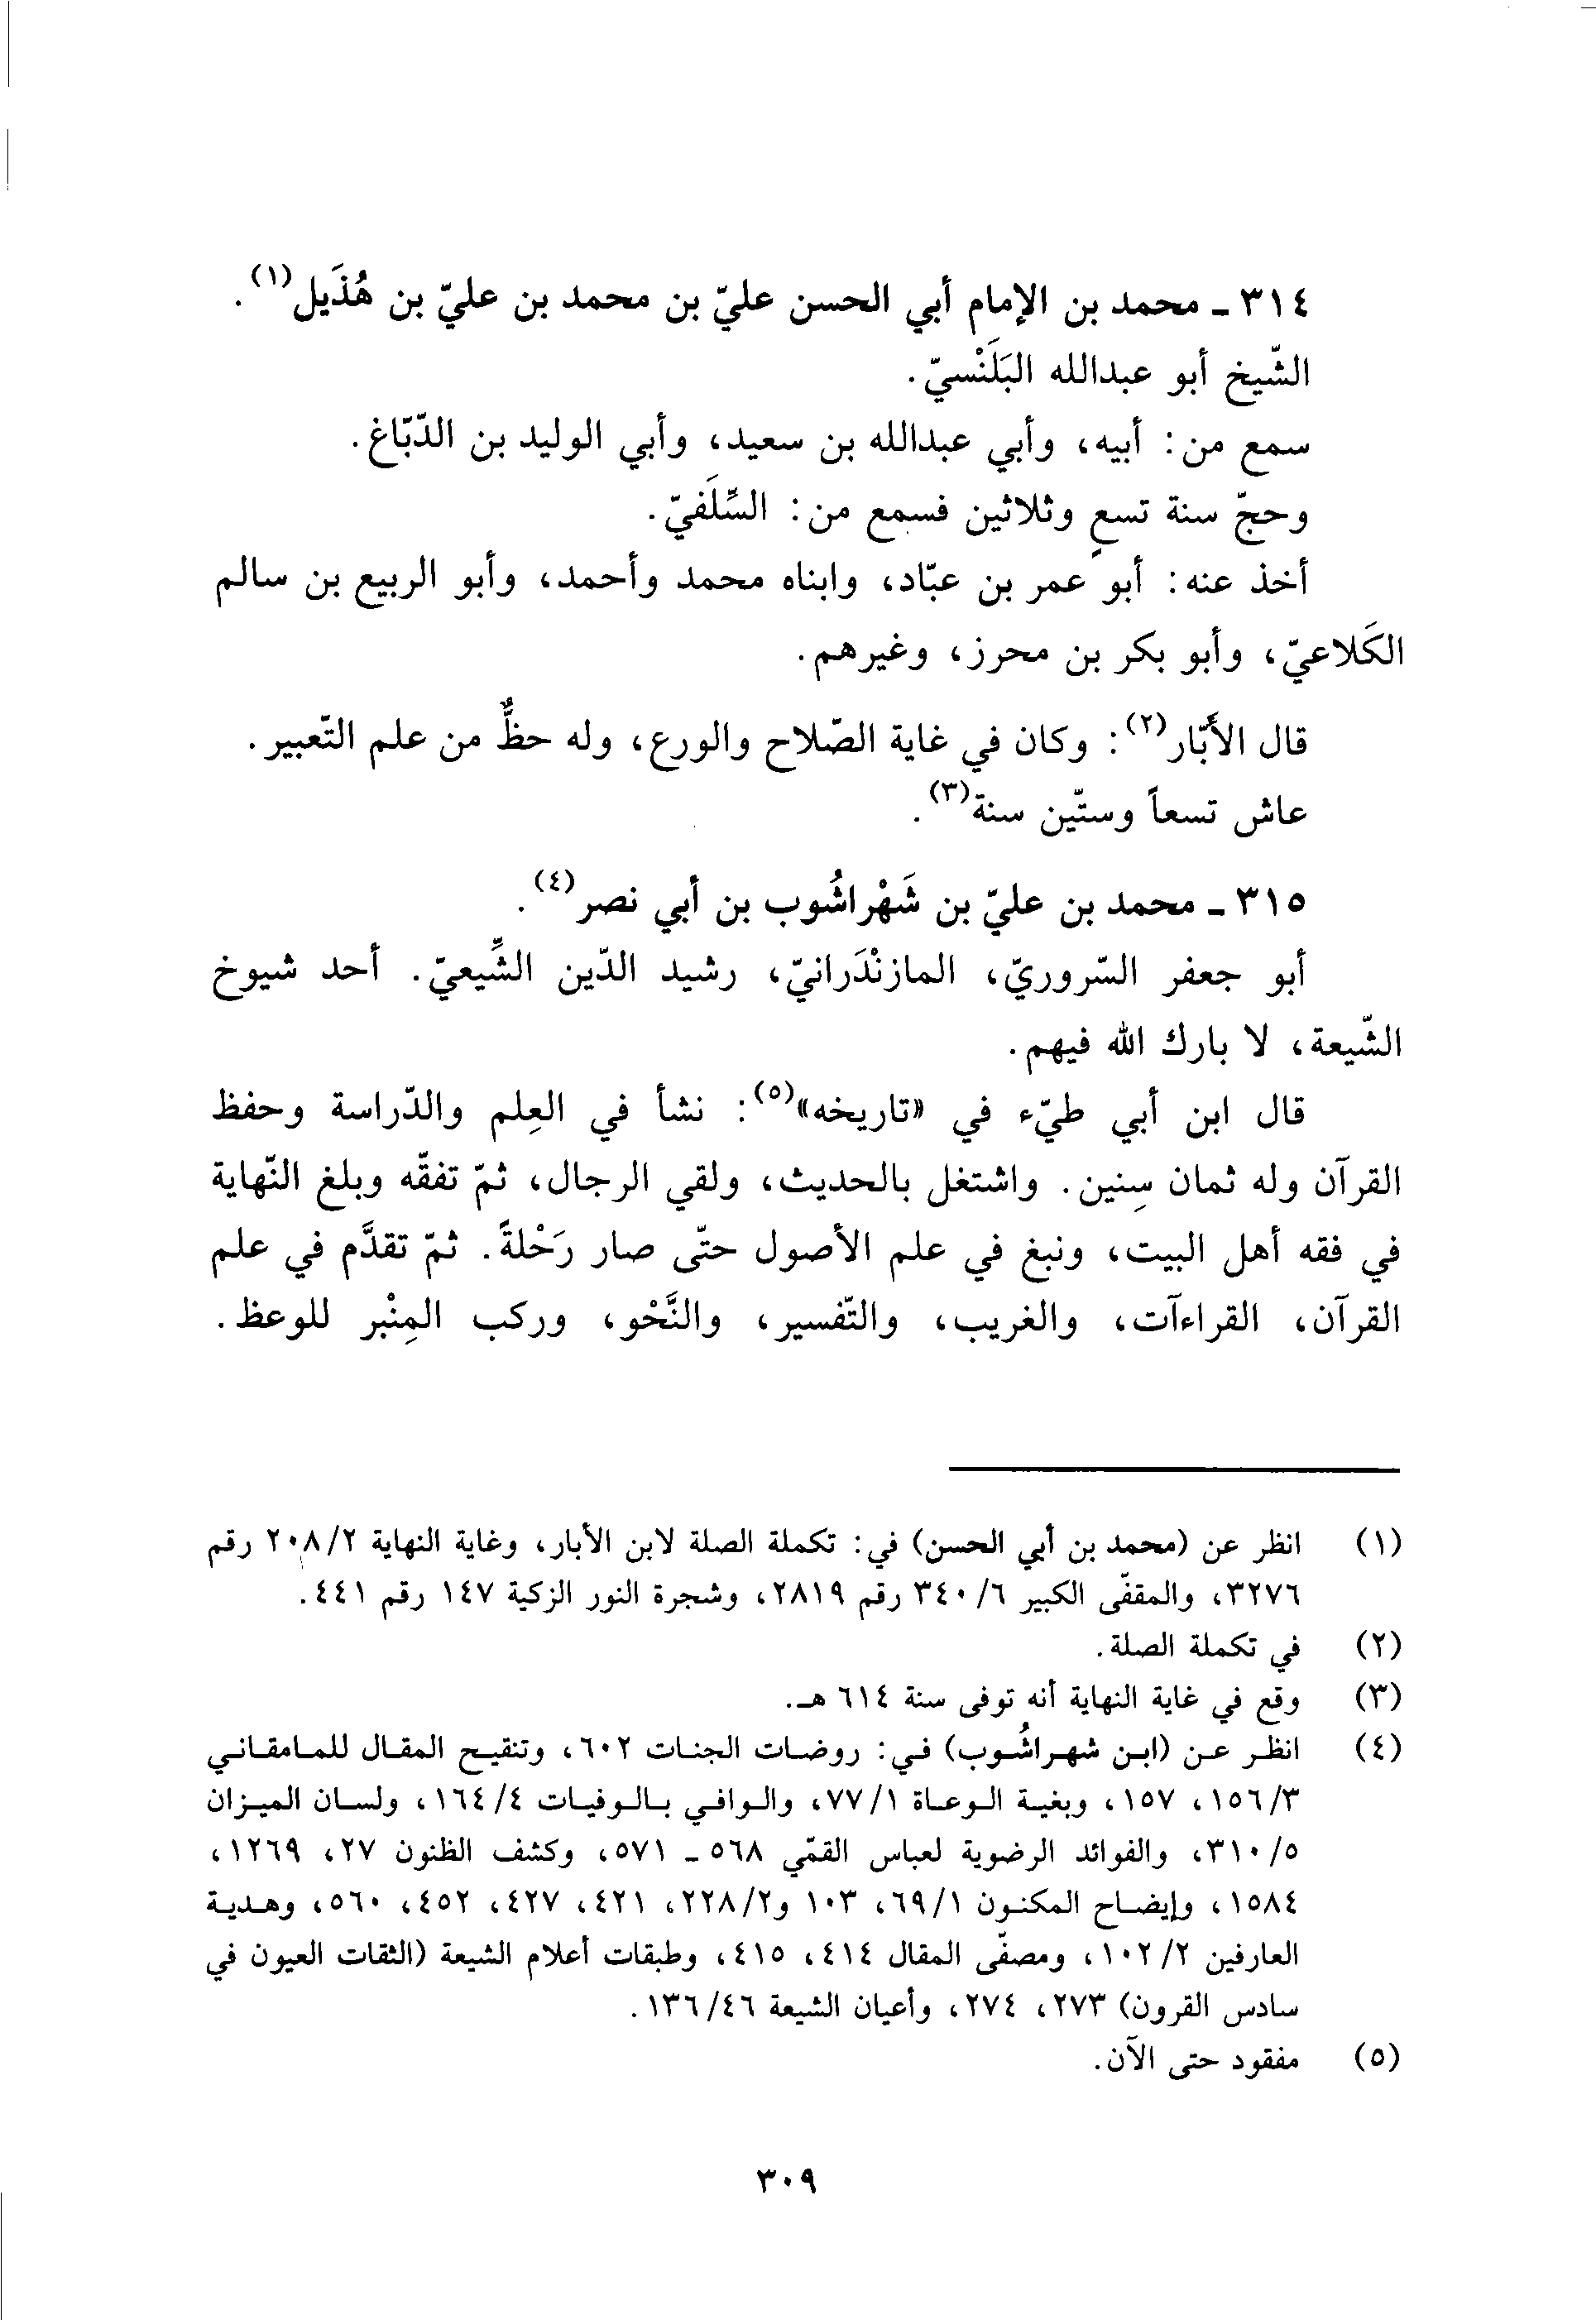 ٣١٤ ـ محمد بن الإمام أبي الحسن عليّ بن محمد بن عليّ بن هُذَيل(١).
الشّيخ أبو عبدالله البَلَنْسيّ.
سمع من: أبيه، وأبي عبدالله بن سعيد، وأبي الوليد بن الدّبّاغ.
وحجّ سنة تسعٍ وثلاثين فسمع من: السِّلَفيّ.
أخذ عنه: أبو عمر بن عبّاد، وابناه محمد وأحمد، وأبو الربيع بن سالم
الكَلاعيّ، وأبو بكر بن محرز، وغيرهم.
قال الأَبّار(٢): وكان في غاية الصّلاح والورع، وله حظٌّ من علم التّعبير.
عاش تسعاً وستّين سنة(٣).
٣١٥ ـ محمد بن عليّ بن شَهْراشُوب بن أبي نصر(٤).
أبو جعفر السّروريّ، المازنْدَرانيّ، رشيد الدّين الشِّيعيّ. أحد شيوخ
الشّيعة، لا بارك الله فيهم.
قال ابن أبي طيّء في «تاريخه»(٥): نشأ في العِلم والدّراسة وحفظ
القرآن وله ثمان سِنين. واشتغل بالحديث، ولقي الرجال، ثمّ تفقّه وبلغ النّهاية
في فقه أهل البيت، ونبغ في علم الأصول حتّى صار رَحْلةً. ثمّ تقدَّم في علم
القرآن، القراءآت، والغريب، والتّفسير، والنَّحْو، وركب المِنْبر للوعظ.
(١) انظر عن (محمد بن أبي الحسن) في: تكملة الصلة لابن الأبار، وغاية النهاية ٢٠٨/٢ رقم
٣٢٧٦، والمقفّى الكبير ٣٤٠/٦ رقم ٢٨١٩، وشجرة النور الزكية ١٤٧ رقم ٤٤١.
(٢) في تكملة الصلة.
(٣) وقع في غاية النهاية أنه توفى سنة ٦١٤ هـ.
(٤) انظر عن (ابن شهراشُوب) في: روضات الجنات ٦٠٢، وتنقيح المقال للمامقاني
١٥٦/٣، ١٥٧، وبغية الوعاة ٧٧/١، والوافي بالوفيات ١٦٤/٤، ولسان الميزان
٣١٠/٥، والفوائد الرضوية لعباس القمّي ٥٦٨ ـ ٥٧١، وكشف الظنون ٢٧، ١٢٦٩،
١٥٨٤، وإيضاح المكنون ٦٩/١، ١٠٣ و٢٢٨/٢، ٤٢١، ٤٢٧، ٤٥٢، ٥٦٠، وهدية
العارفين ١٠٢/٢، ومصفّى المقال ٤١٤، ٤١٥، وطبقات أعلام الشيعة (الثقات العيون في
سادس القرون) ٢٧٣، ٢٧٤، وأعيان الشيعة ١٣٦/٤٦.
(٥) مفقود حتى الآن.
٣٠٩